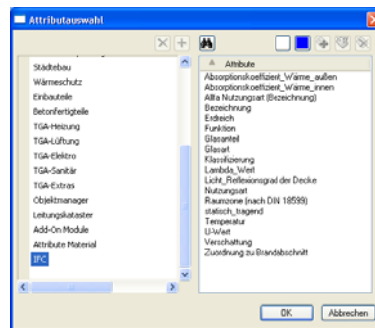 Attributauswahl
Städtebau
Wärmeschutz
Einbauteile
Betonfertigteile
TGA-Heizung
TGA-Lüftung
TGA-Elektro
TGA-Sanitär
TGA-Extras
Objektmanager
Leitungskataster
Add-On Module
Attribute Material
IFC
Attribute
Absorptionskoeffizient_Wärme_außen
Absorptionskoeffizient_Wärme_innen
Allfa Nutzungsart (Bezeichnung)
Bezeichnung
Erdreich
Funktion
Glasanteil
Glasart
Klassifizierung
Lambda_Wert
Licht_Reflexionsgrad der Decke
Nutzungsart
Raumzone (nach DIN 18599)
statisch_tragend
Temperatur
U-Wert
Verschattung
Zuordnung zu Brandabschnitt
OK
Abbrechen